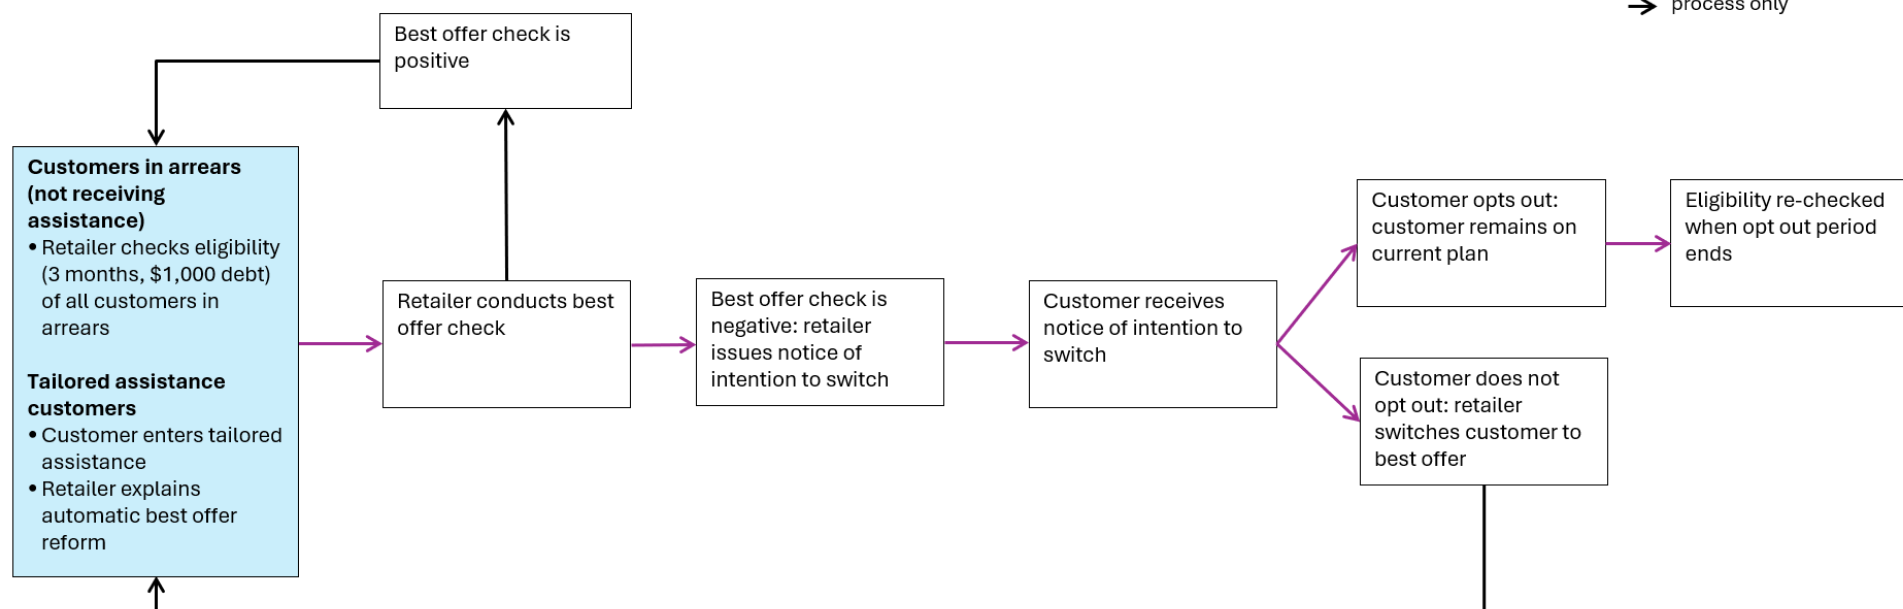 process only
Best offer check is
positive
Customers in arrears
(not receiving
assistance)
• Retailer checks eligibility
(3 months, $1,000 debt)
of all customers in
arrears
Tailored assistance
customers
• Customer enters tailored
assistance
• Retailer explains
automatic best offer
reform
Retailer conducts best
offer check
Best offer check is
negative: retailer
issues notice of
intention to switch
Customer receives
notice of intention to
switch
Customer opts out:
customer remains on
current plan
Eligibility re-checked
when opt out period
ends
Customer does not
opt out: retailer
switches customer to
best offer